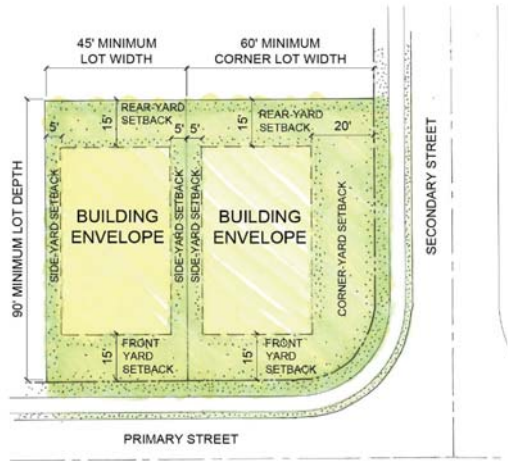 45' MINIMUM
LOT WIDTH
60' MINIMUM
CORNER LOT WIDTH
REAR-YARD
SETBACK
15'
5'
5'
5'
REAR-YARD
SETBACK
15'
20'
90' MINIMUM LOT DEPTH
SIDE-YARD SETBACK
BUILDING
ENVELOPE
SIDE-YARD SETBACK
SIDE-YARD SETBACK
BUILDING
ENVELOPE
CORNER-YARD SETBACK
SECONDARY STREET
15'
FRONT
YARD
SETBACK
15'
FRONT
YARD
SETBACK
PRIMARY STREET